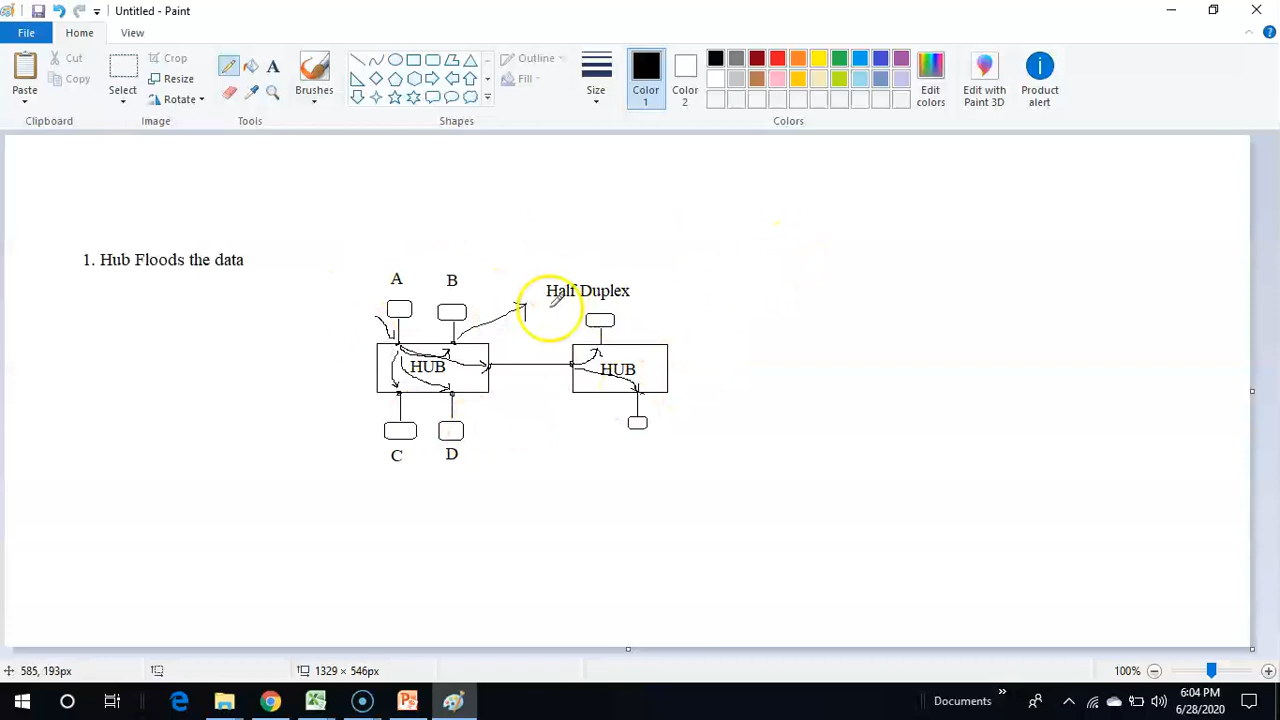 Untitled - Paint
File
Home
View
Paste
Cut
Copy
Clipboard
Select
Crop
Resize
Rotate
Image
Tools
Brushes
Shapes
Outline
Fill
Size
Color 1
Color 2
Edit colors
Colors
Edit with Paint 3D
Product alert
1. Hub Floods the data
A
B
Half Duplex
HUB
HUB
C
D
585, 193px
1329 × 546px
100%
Documents
6:04 PM
6/28/2020